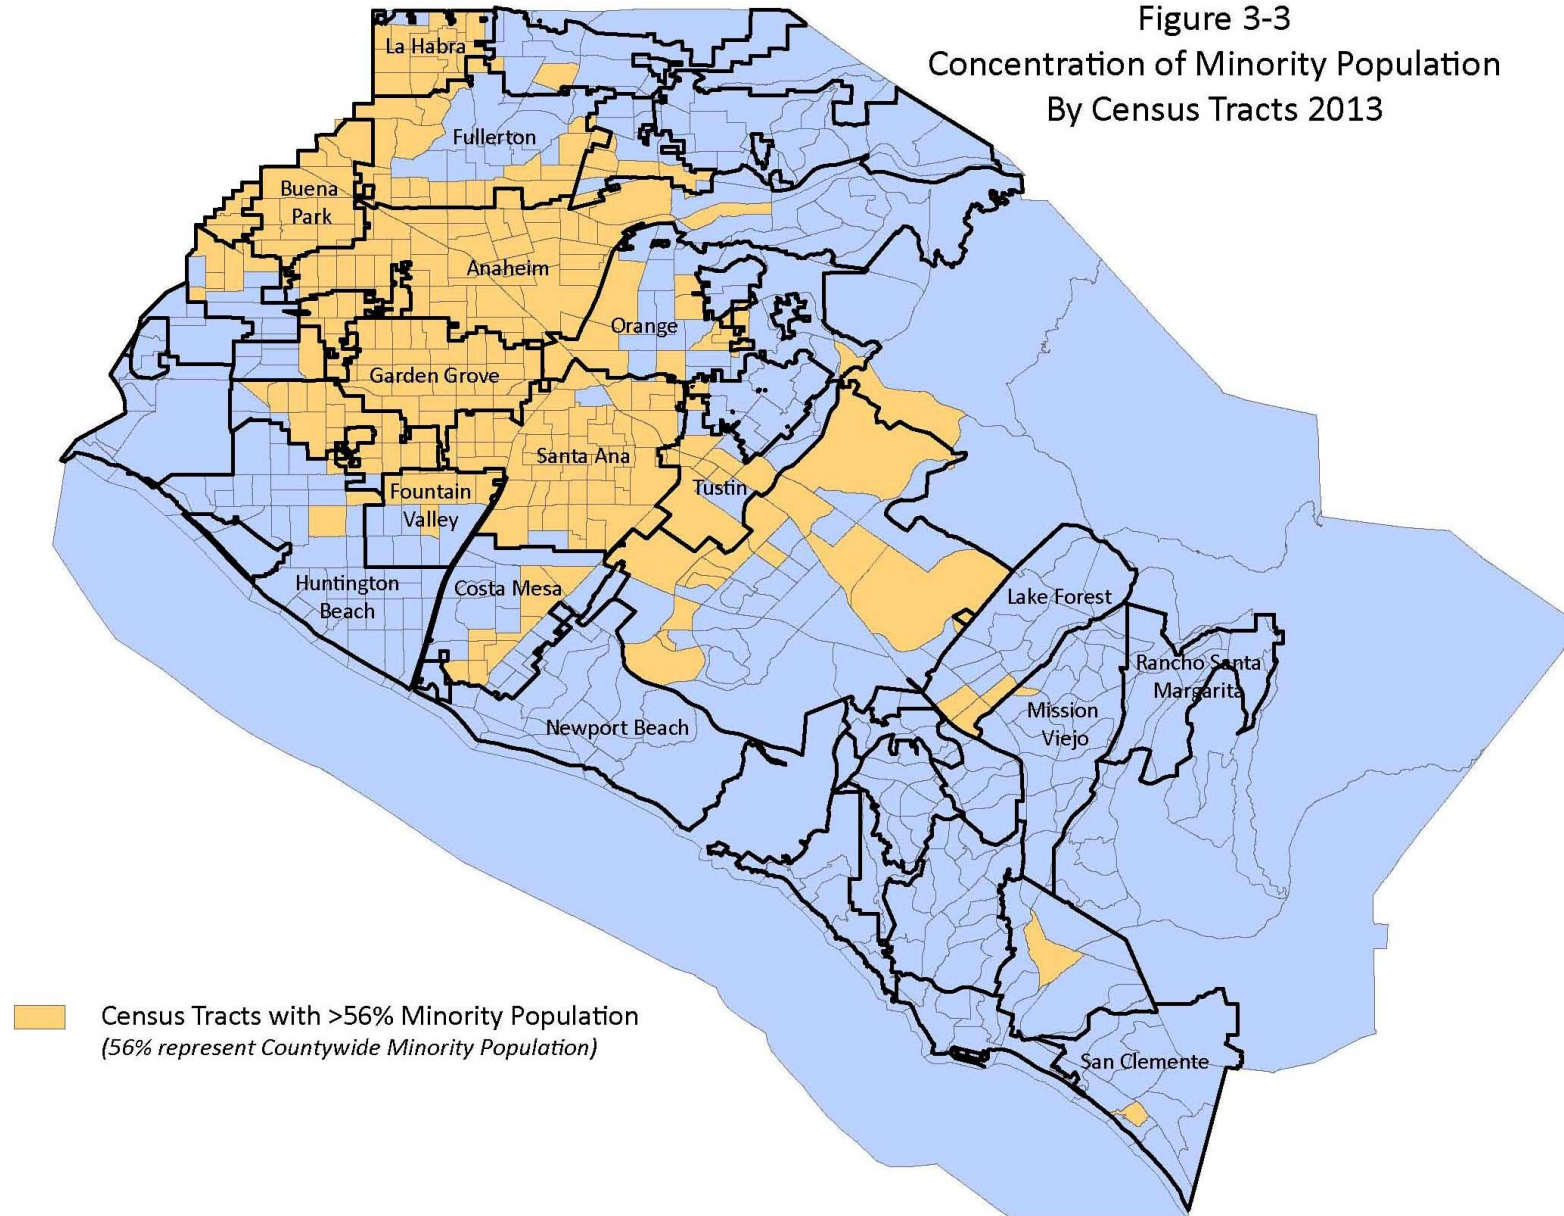 Figure 3-3
Concentration of Minority Population
By Census Tracts 2013
La Habra
Fullerton
Buena
Park
Anaheim
Orange
Garden Grove
Santa Ana
Fountain
Valley
Tustin
Huntington
Beach
Costa Mesa
Lake Forest
Rancho Santa
Margarita
Mission
Viejo
Newport Beach
Census Tracts with >56% Minority Population
(56% represent Countywide Minority Population)
San Clemente